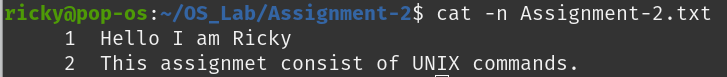 ricky@pop-os:~/OS_Lab/Assignment-2$ cat -n Assignment-2.txt
     1  Hello I am Ricky
     2  This assignmet consist of UNIX commands.